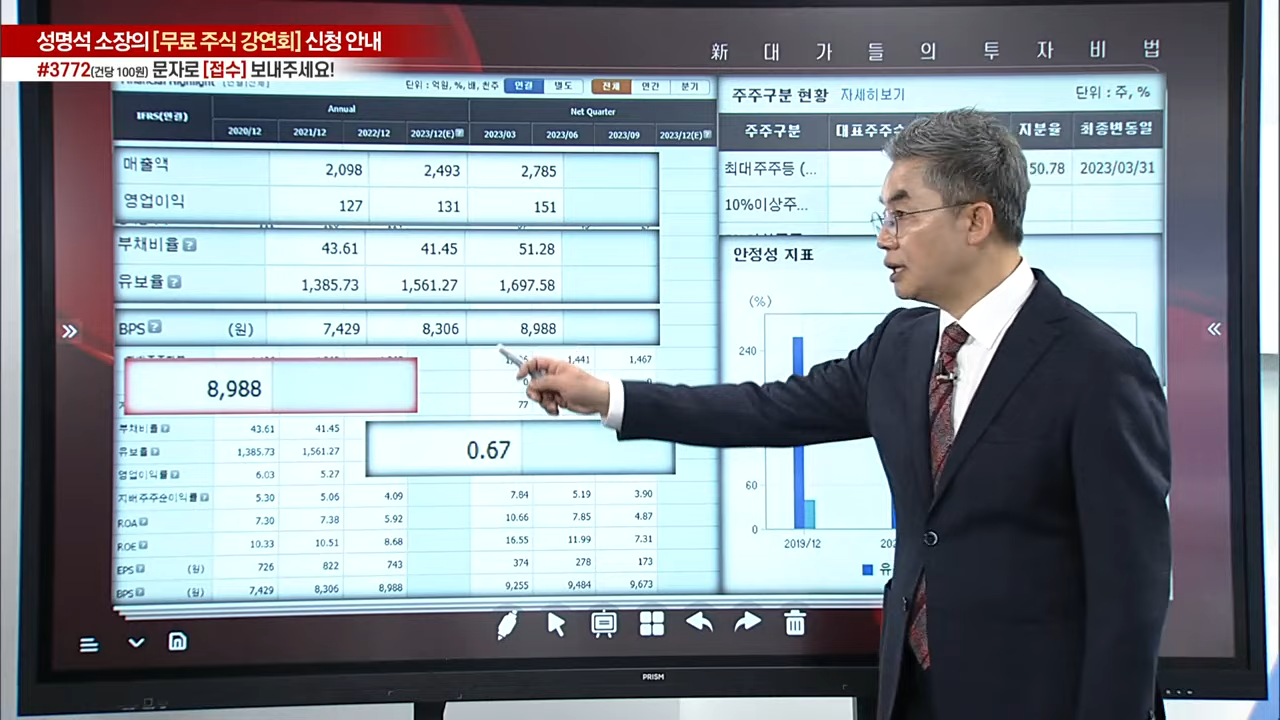 성명석 소장의 [무료 주식 강연회] 신청 안내
#3772(건당 100원) 문자로 [접수] 보내주세요!
新 대가들의 투자비법
단위 : 억원, %, 배, 천주 연결 별도 전체 연간 분기
IFRS(연결) Annual Net Quarter
2020/12 2021/12 2022/12 2023/12(E) 2023/03 2023/06 2023/09 2023/12(E)
매출액 2,098 2,493 2,785
영업이익 127 131 151
부채비율 43.61 41.45 51.28
유보율 1,385.73 1,561.27 1,697.58
BPS (원) 7,429 8,306 8,988
1,441 1,467
8,988
77
부채비율 43.61 41.45
0.67
유보율 1,385.73 1,561.27
영업이익률 6.03 5.27
지배주주순이익률 5.30 5.06 4.09 7.84 5.19 3.90
ROA 7.30 7.38 5.92 10.66 7.85 4.87
ROE 10.33 10.51 8.68 16.55 11.99 7.31
EPS (원) 726 822 743 374 278 173
BPS (원) 7,429 8,306 8,988 9,255 9,484 9,673
주주구분 현황 자세히보기 단위 : 주, %
주주구분 대표주주수 지분율 최종변동일
최대주주등 (... 50.78 2023/03/31
10%이상주...
안정성 지표
(%)
240
60
0
2019/12
유
PRISM